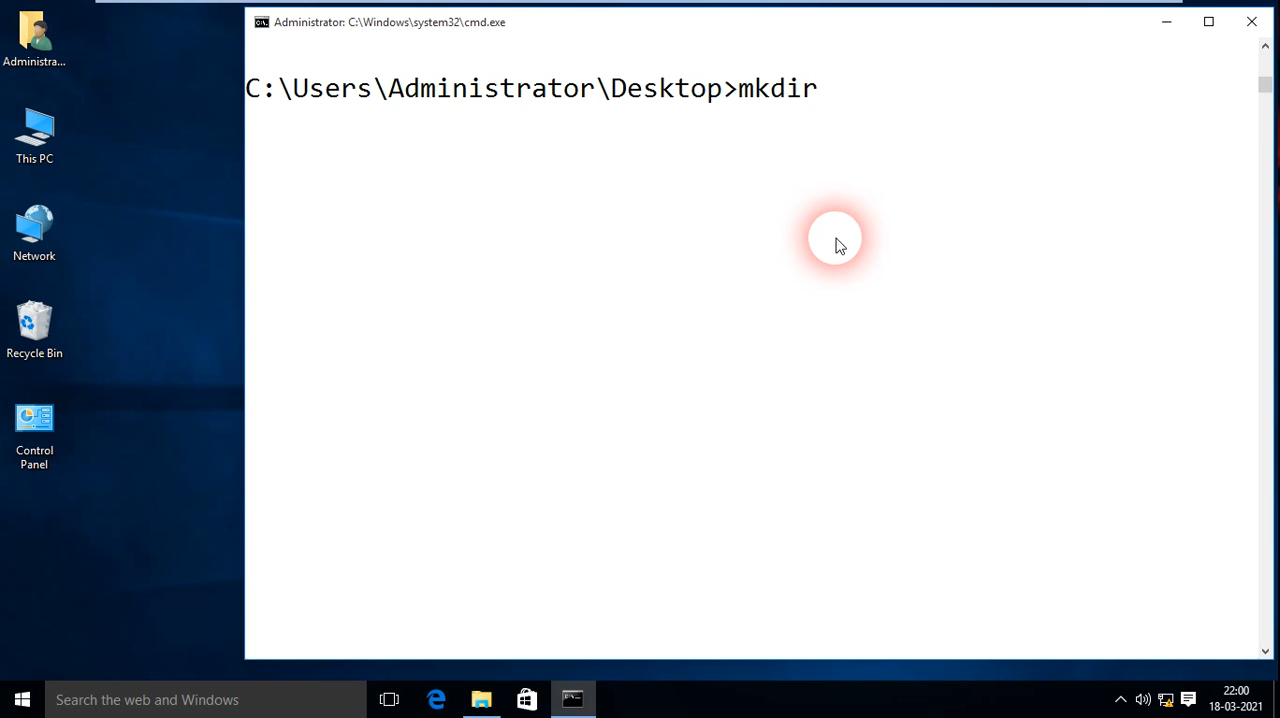 Administrator: C:\Windows\system32\cmd.exe
C:\Users\Administrator\Desktop>mkdir
Administra...
This PC
Network
Recycle Bin
Control
Panel
Search the web and Windows
22:00
18-03-2021